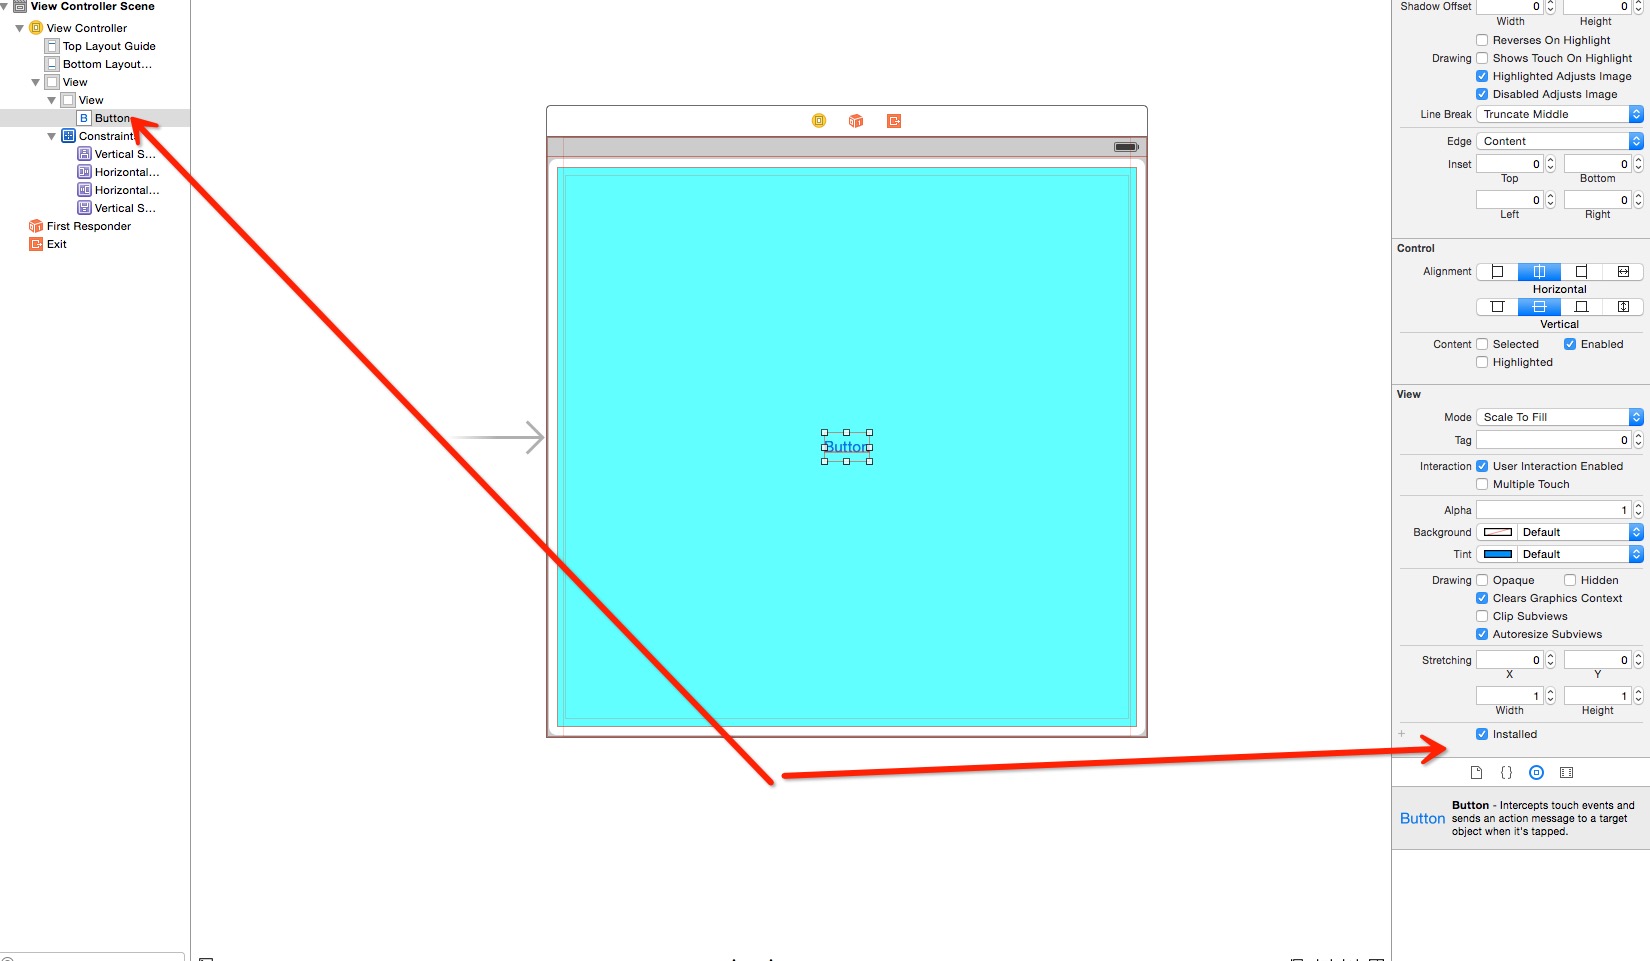 View Controller Scene
View Controller
Top Layout Guide
Bottom Layout...
View
View
B Button
Constraints
Vertical S...
Horizontal...
Horizontal...
Vertical S...
First Responder
Exit
Button
Shadow Offset 0 0
Width Height
Reverses On Highlight
Drawing Shows Touch On Highlight
Highlighted Adjusts Image
Disabled Adjusts Image
Line Break Truncate Middle
Edge Content
Inset 0 0
Top Bottom
0 0
Left Right
Control
Alignment
Horizontal
Vertical
Content Selected Enabled
Highlighted
View
Mode Scale To Fill
Tag 0
Interaction User Interaction Enabled
Multiple Touch
Alpha 1
Background Default
Tint Default
Drawing Opaque Hidden
Clears Graphics Context
Clip Subviews
Autoresize Subviews
Stretching 0 0
X Y
1 1
Width Height
+ Installed
{}
Button
Button - Intercepts touch events and
sends an action message to a target
object when it's tapped.